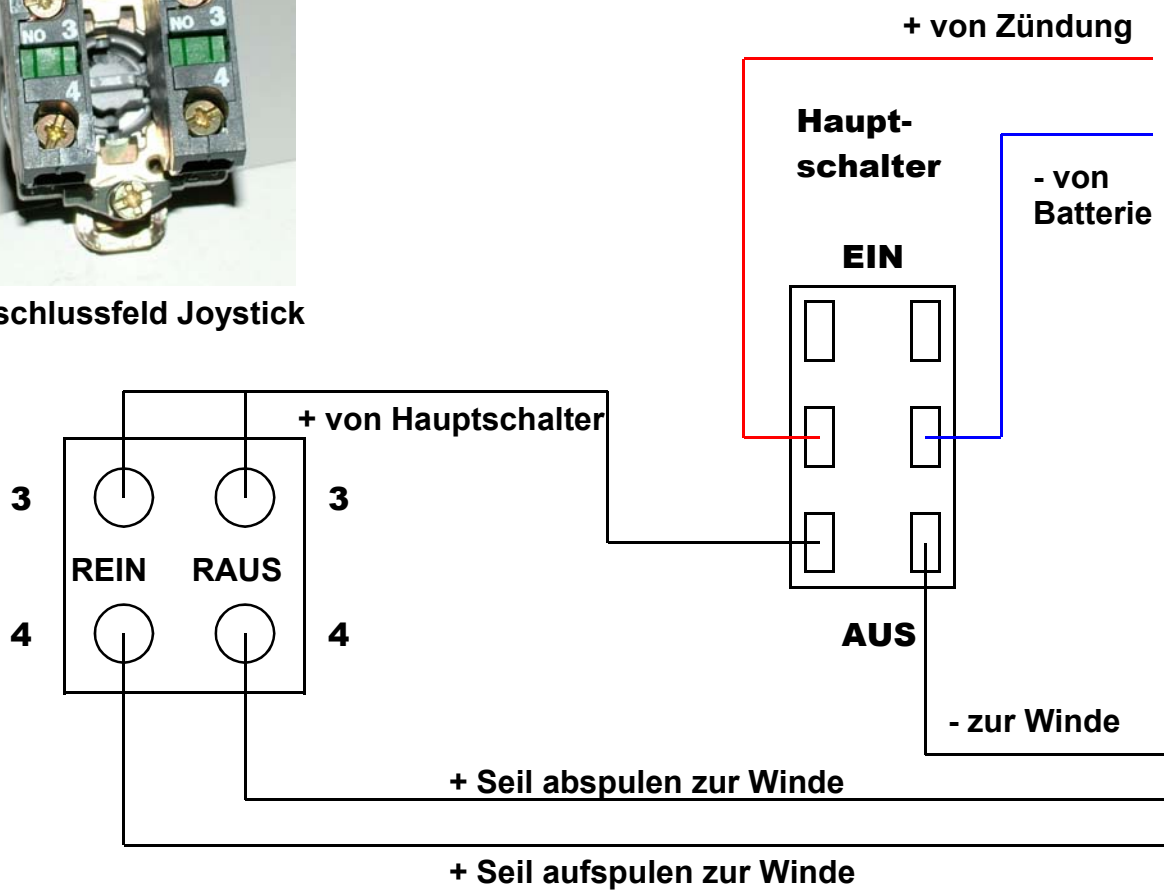 NO 3
4
NO 3
4
+ von Zündung
Haupt-
schalter
- von
Batterie
EIN
schlussfeld Joystick
+ von Hauptschalter
3
3
REIN RAUS
4
4
AUS
- zur Winde
+ Seil abspulen zur Winde
+ Seil aufspulen zur Winde